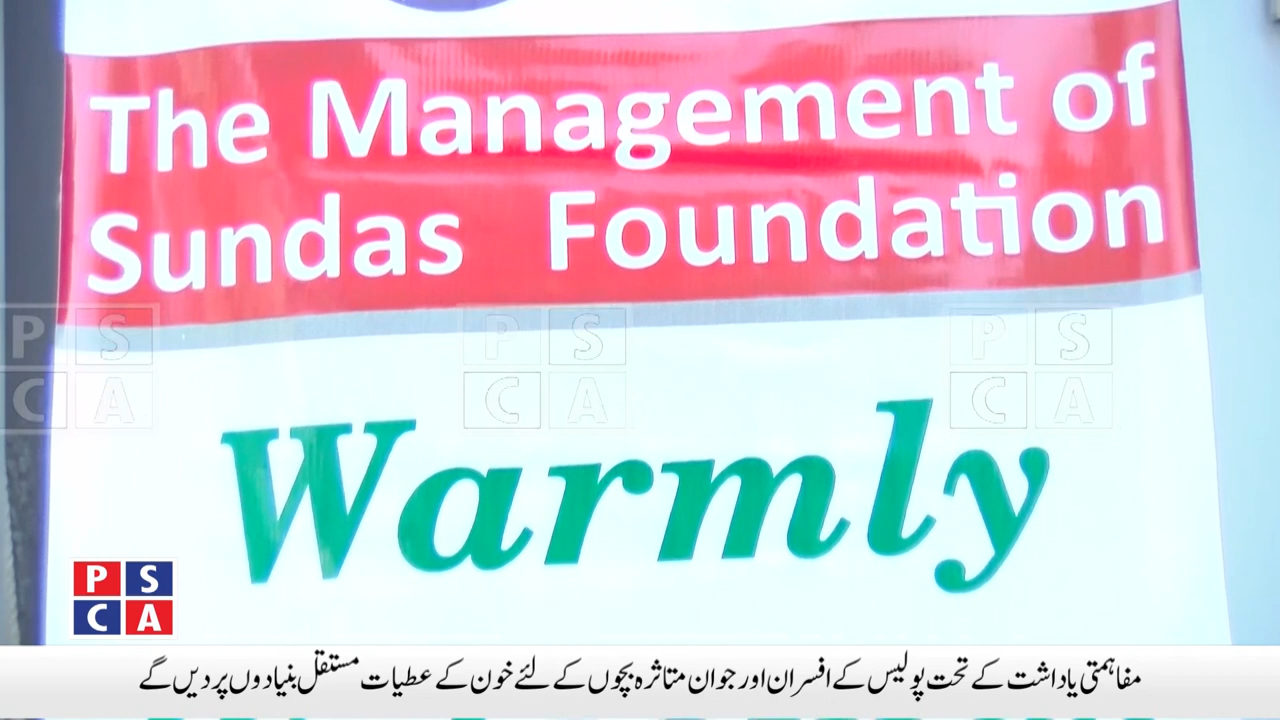 The Management of
Sundas Foundation
P S
C A
P S
C A
P S
C A
Warmly
P S
C A
مفاہمتی یاداشت کے تحت پولیس کے افسران اور جوان متاثرہ بچوں کے لئے خون کے عطیات مستقل بنیادوں پر دیں گے